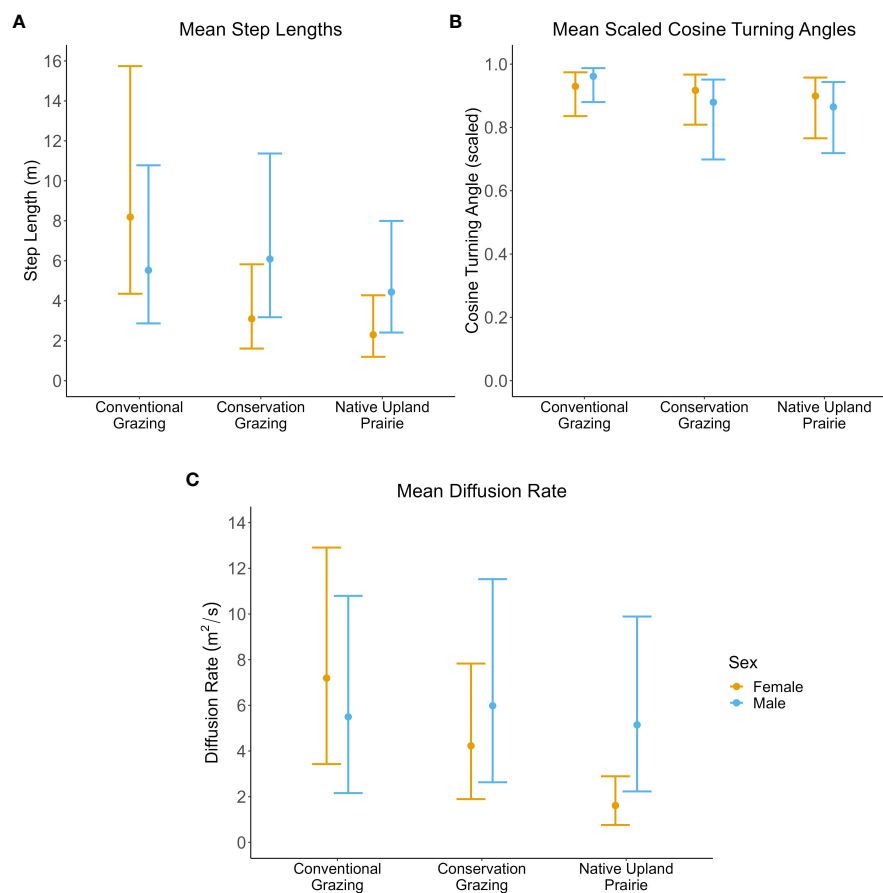 A
Mean Step Lengths
Step Length (m)
16
14
12
10
8
6
4
2
0
Conventional
Grazing
Conservation
Grazing
Native Upland
Prairie
B
Mean Scaled Cosine Turning Angles
Cosine Turning Angle (scaled)
1.0
0.8
0.6
0.4
0.2
0.0
Conventional
Grazing
Conservation
Grazing
Native Upland
Prairie
C
Mean Diffusion Rate
Diffusion Rate (m²/s)
14
12
10
8
6
4
2
0
Conventional
Grazing
Conservation
Grazing
Native Upland
Prairie
Sex
Female
Male